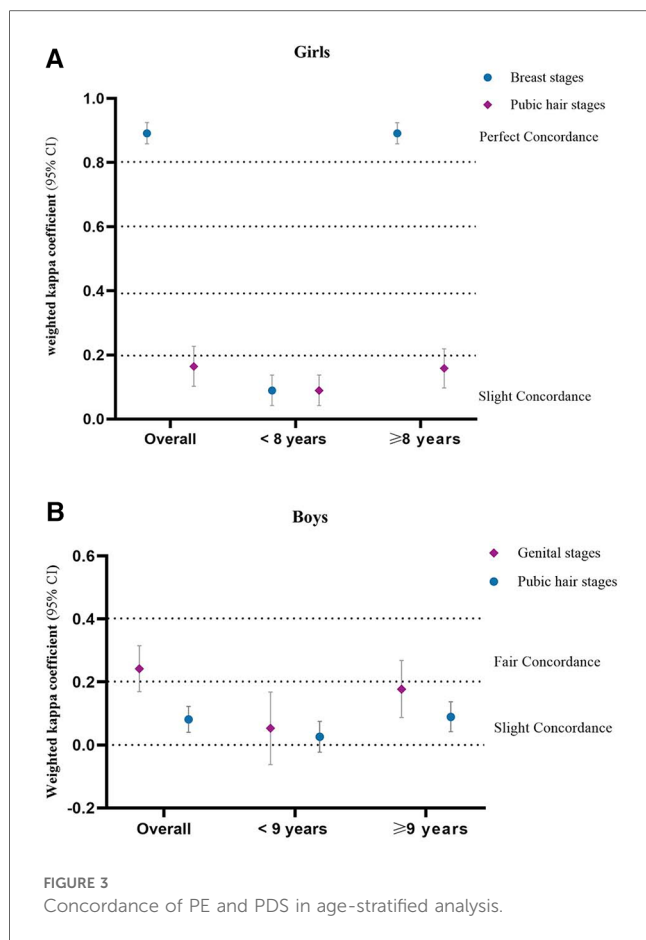 A
Girls
Breast stages
Pubic hair stages
Perfect Concordance
Slight Concordance
weighted kappa coefficient (95% CI)
1.0
0.8
0.6
0.4
0.2
0.0
Overall
< 8 years
≥8 years
B
Boys
Genital stages
Pubic hair stages
Fair Concordance
Slight Concordance
Weighted kappa coefficient (95% CI)
0.6
0.4
0.2
0.0
-0.2
Overall
< 9 years
≥9 years
FIGURE 3
Concordance of PE and PDS in age-stratified analysis.